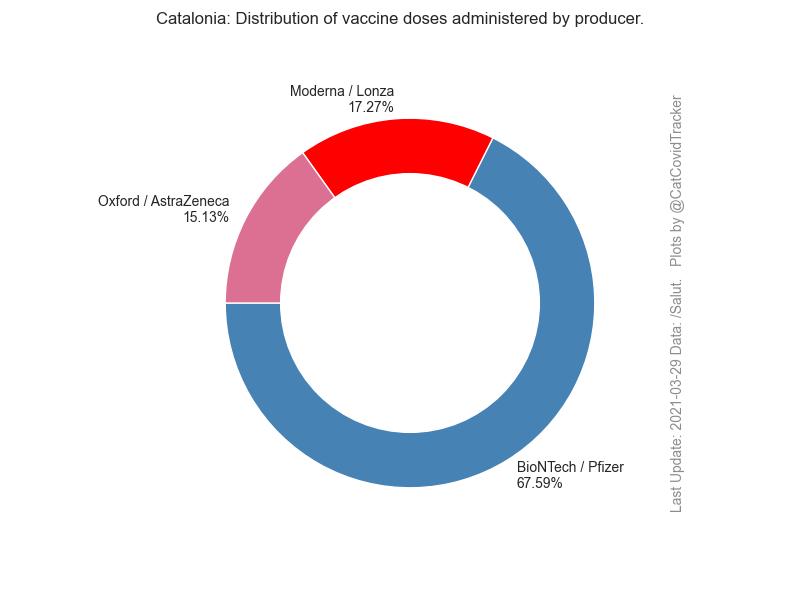 Catalonia: Distribution of vaccine doses administered by producer.
Moderna / Lonza
17.27%
Oxford / AstraZeneca
15.13%
BioNTech / Pfizer
67.59%
Last Update: 2021-03-29 Data: /Salut.   Plots by @CatCovidTracker